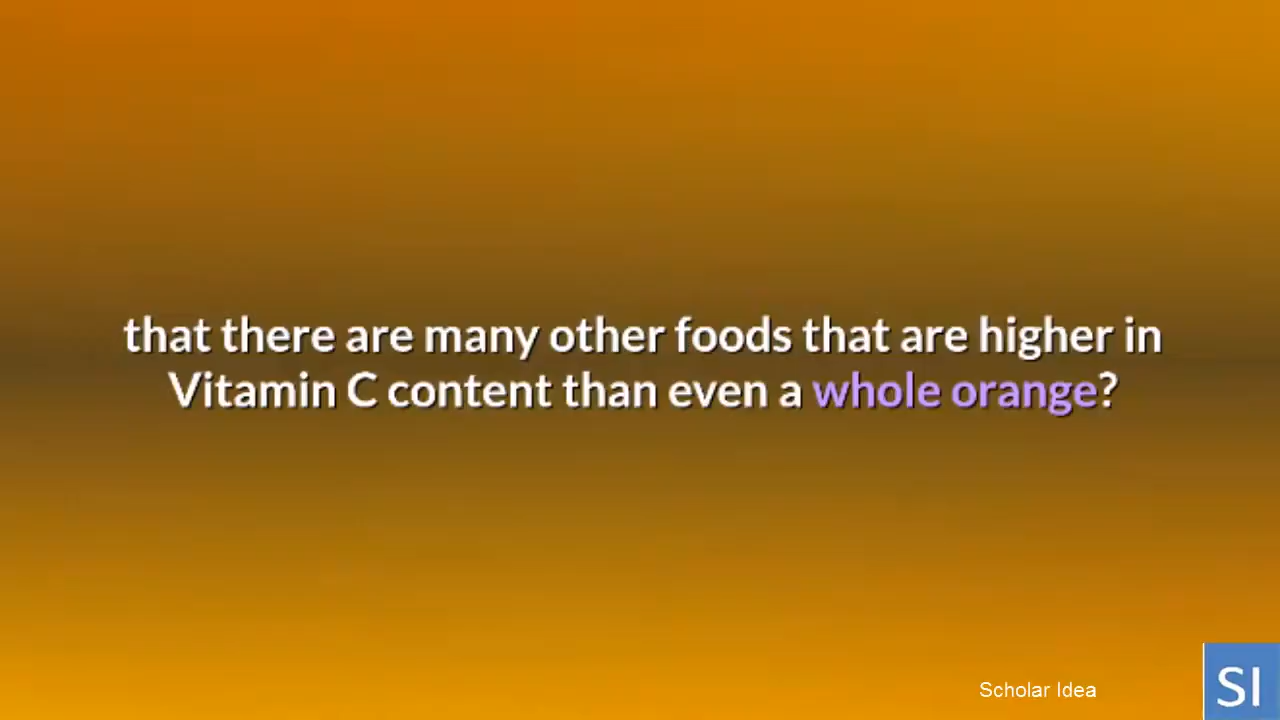 that there are many other foods that are higher in
Vitamin C content than even a whole orange?
Scholar Idea
SI